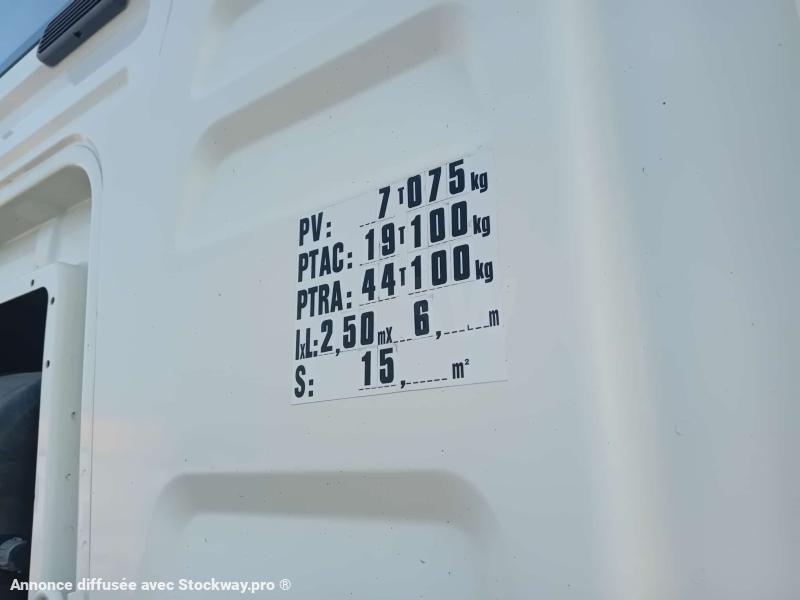 PV: 7T075kg
PTAC: 19T100kg
PTRA: 44T100kg
lxL: 2,50mx 6, m
S: 15, m²
Annonce diffusée avec Stockway.pro ®